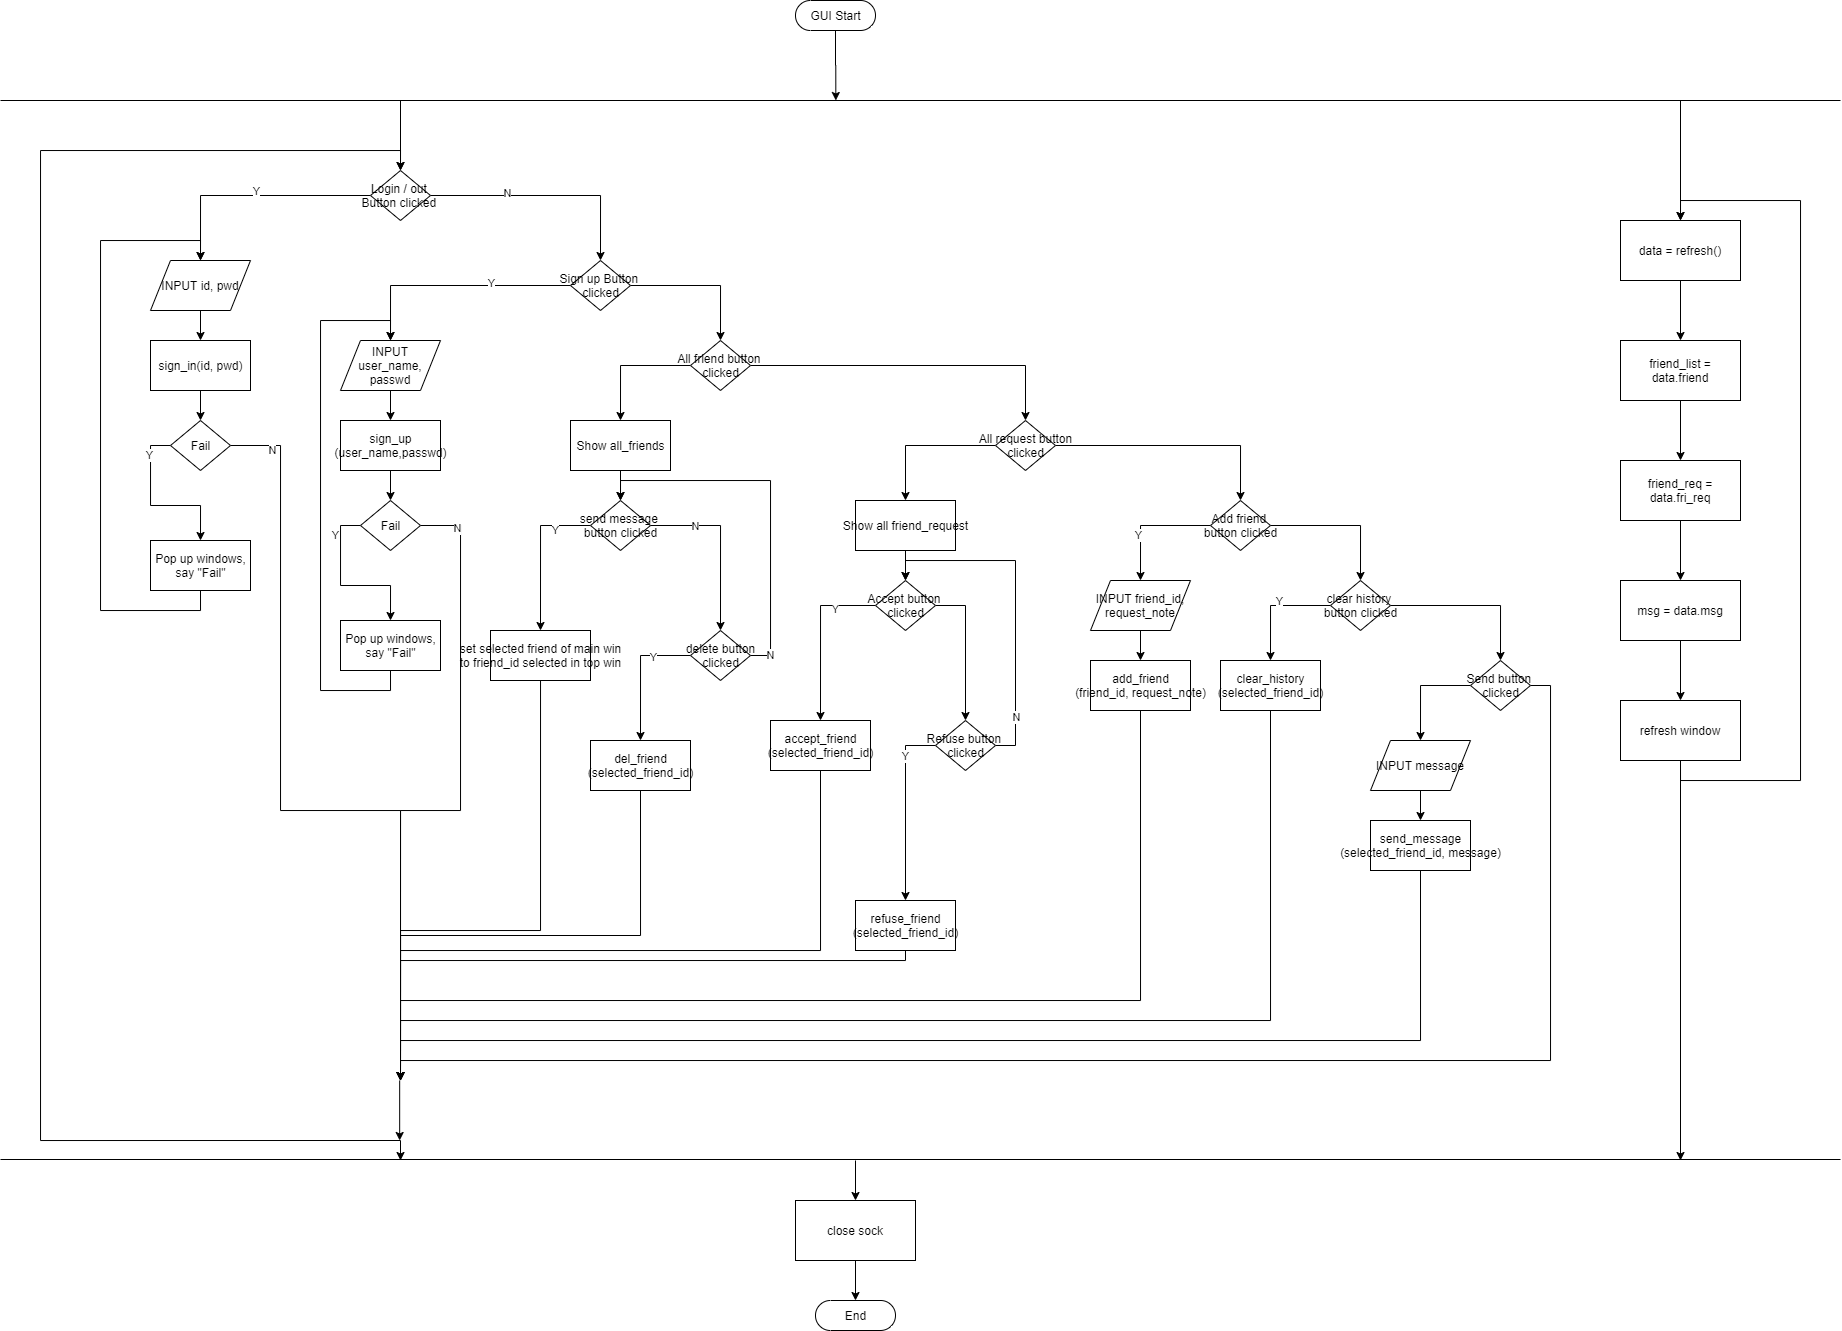 GUI Start
Login / out
Button clicked
Y
N
INPUT id, pwd
sign_in(id, pwd)
Fail
Y
N
Pop up windows,
say "Fail"
Sign up Button
clicked
Y
INPUT
user_name,
passwd
sign_up
(user_name,passwd)
Fail
Y
N
Pop up windows,
say "Fail"
All friend button
clicked
Show all_friends
send message
button clicked
Y
N
set selected friend of main win
to friend_id selected in top win
delete button
clicked
Y
N
del_friend
(selected_friend_id)
All request button
clicked
Show all friend_request
Accept button
clicked
Y
accept_friend
(selected_friend_id)
Refuse button
clicked
Y
N
refuse_friend
(selected_friend_id)
Add friend
button clicked
Y
INPUT friend_id,
request_note
add_friend
(friend_id, request_note)
clear history
button clicked
Y
clear_history
(selected_friend_id)
Send button
clicked
INPUT message
send_message
(selected_friend_id, message)
data = refresh()
friend_list =
data.friend
friend_req =
data.fri_req
msg = data.msg
refresh window
close sock
End